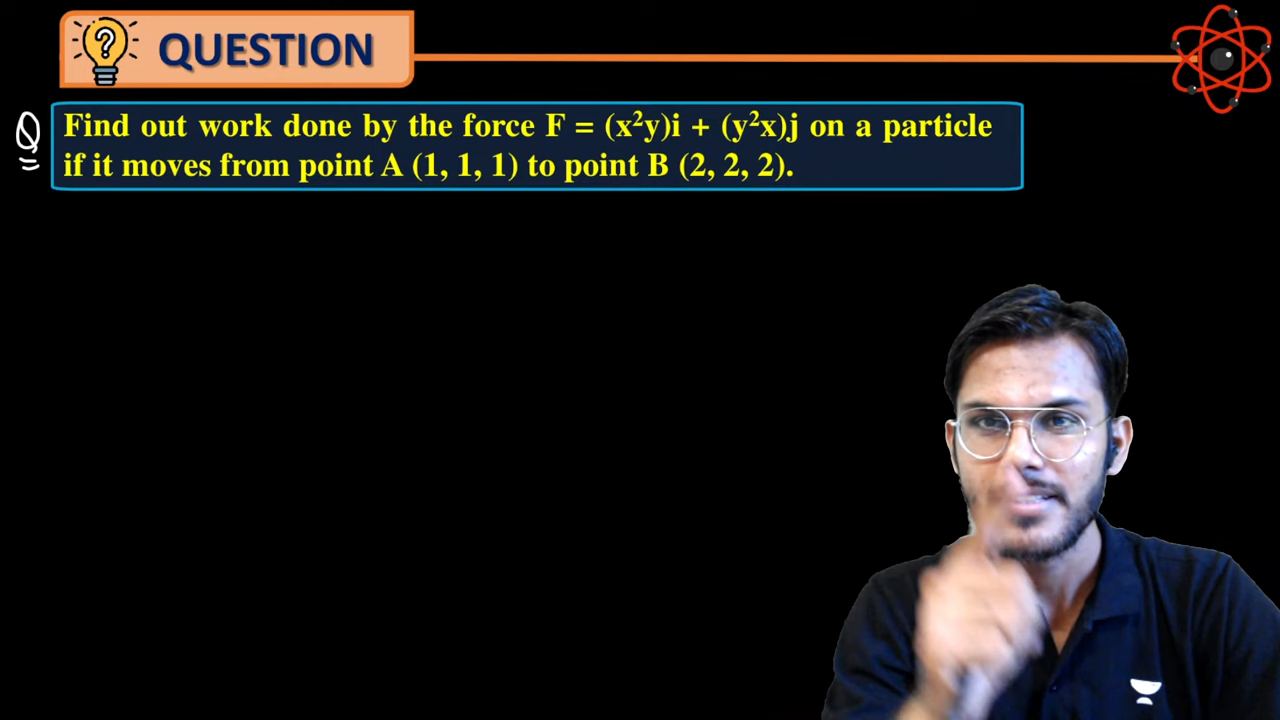 QUESTION
Q Find out work done by the force F = (x²y)i + (y²x)j on a particle
if it moves from point A (1, 1, 1) to point B (2, 2, 2).